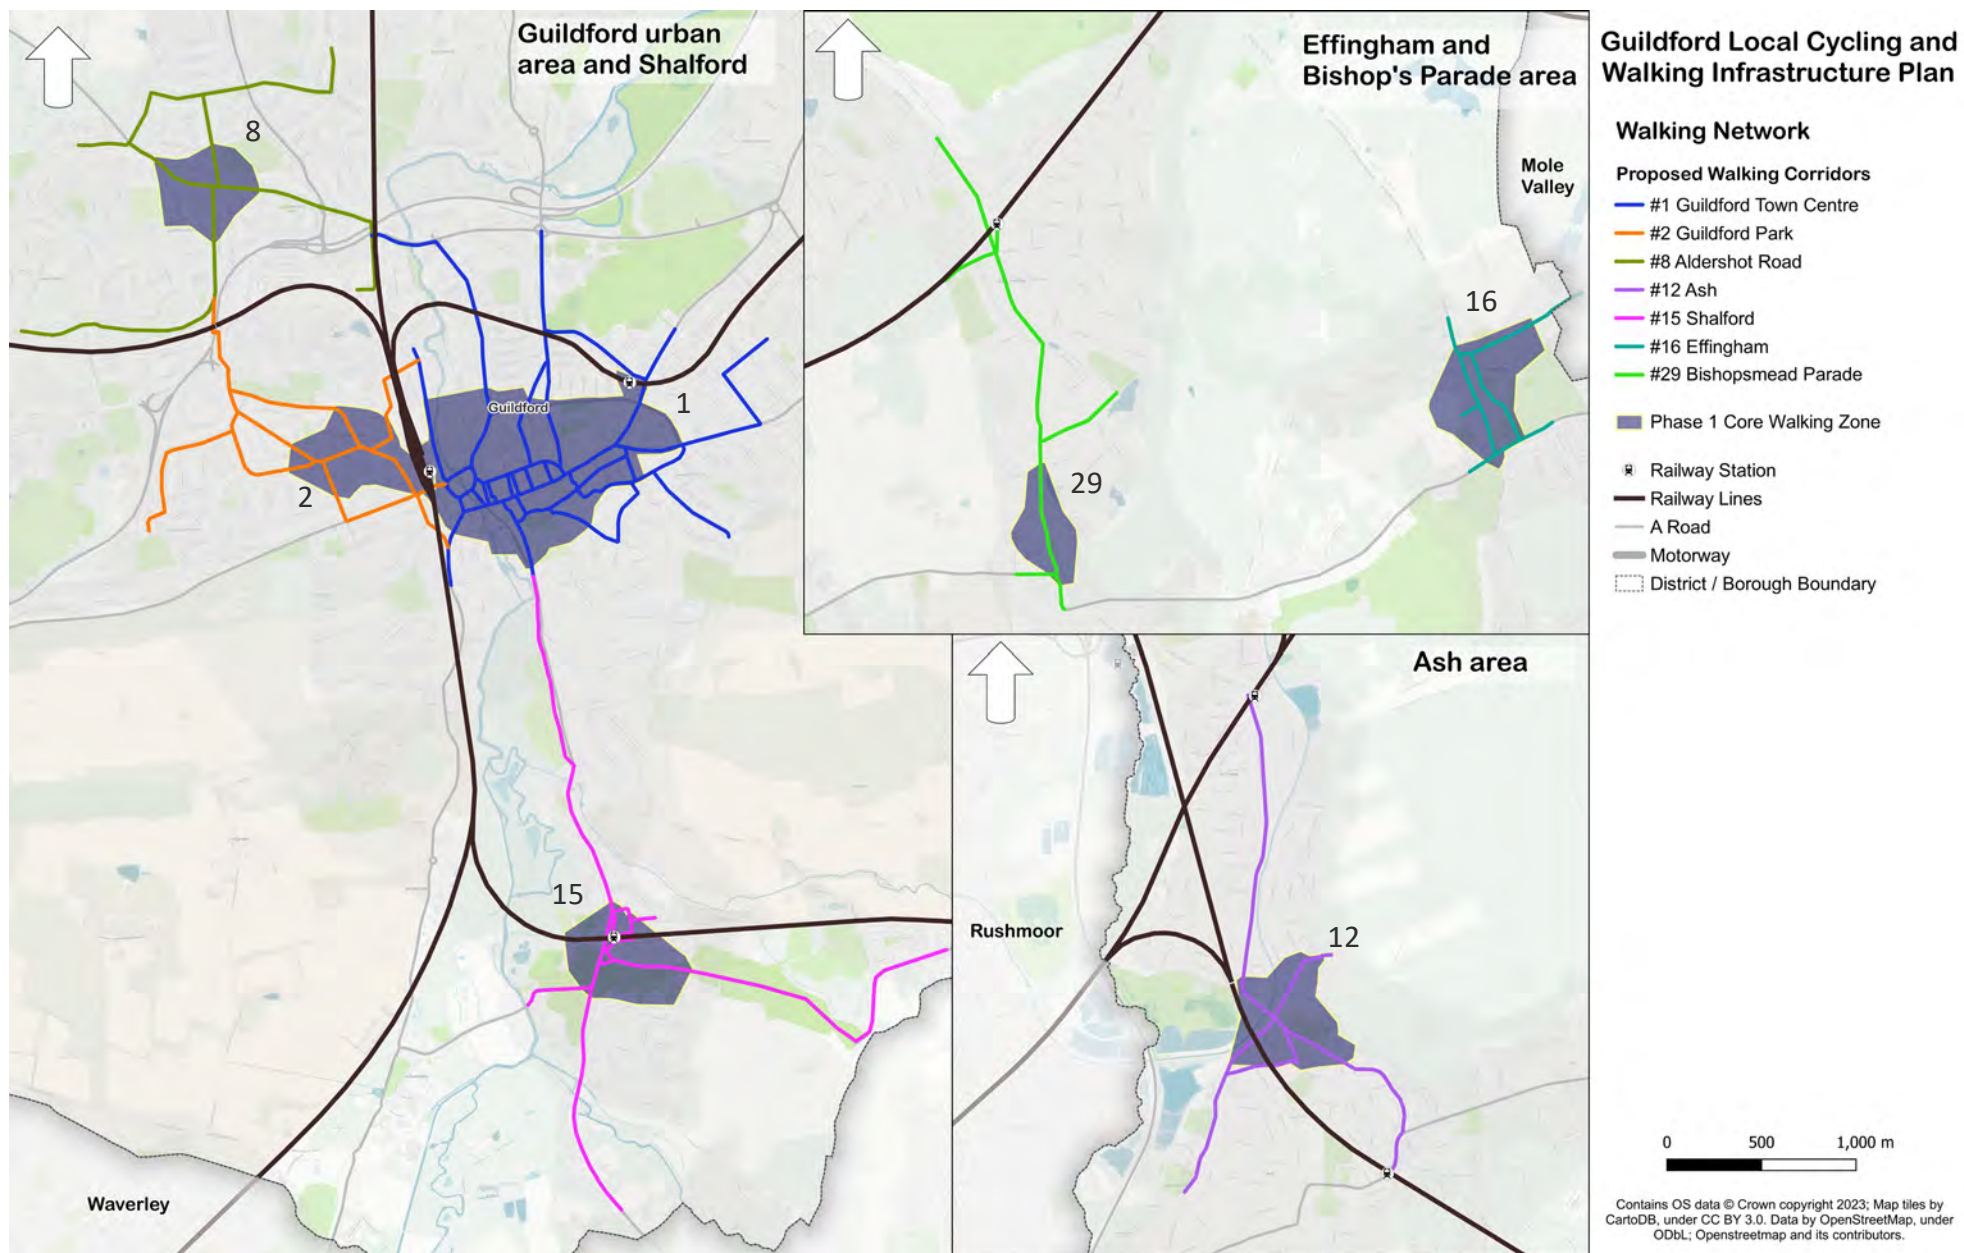 Guildford urban
area and Shalford
8
Guildford
1
2
15
Waverley
Effingham and
Bishop's Parade area
Mole
Valley
16
29
Ash area
Rushmoor
12
Guildford Local Cycling and
Walking Infrastructure Plan
Walking Network
Proposed Walking Corridors
#1 Guildford Town Centre
#2 Guildford Park
#8 Aldershot Road
#12 Ash
#15 Shalford
#16 Effingham
#29 Bishopsmead Parade
Phase 1 Core Walking Zone
Railway Station
Railway Lines
A Road
Motorway
District / Borough Boundary
0 500 1,000 m
Contains OS data © Crown copyright 2023; Map tiles by
CartoDB, under CC BY 3.0. Data by OpenStreetMap, under
ODbL; Openstreetmap and its contributors.